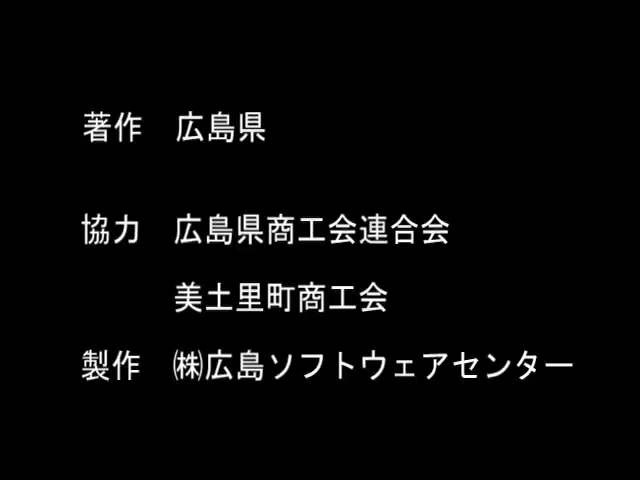 著作　広島県
協力　広島県商工会連合会
美土里町商工会
製作　㈱広島ソフトウェアセンター